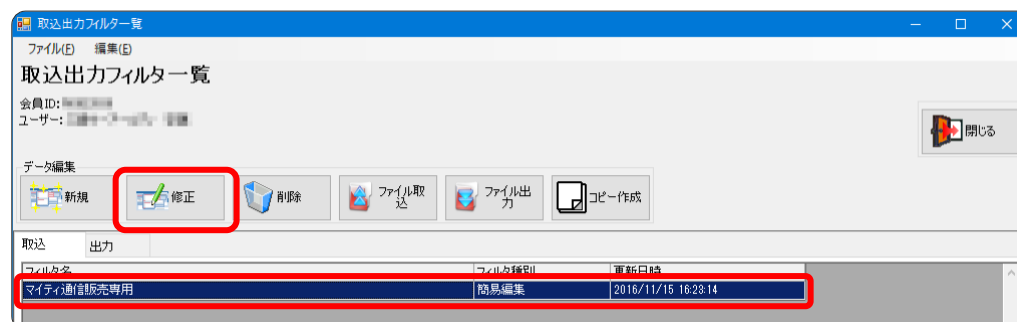 取込出力フィルター覧
ファイル(F) 編集(E)
取込出力フィルター覧
会員ID:
ユーザー:
閉じる
データ編集
新規
修正
削除
ファイル取込
ファイル出力
コピー作成
取込 出力
フィルタ名 フィルタ種別 更新日時
マイティ通信販売専用 簡易編集 2016/11/15 16:23:14